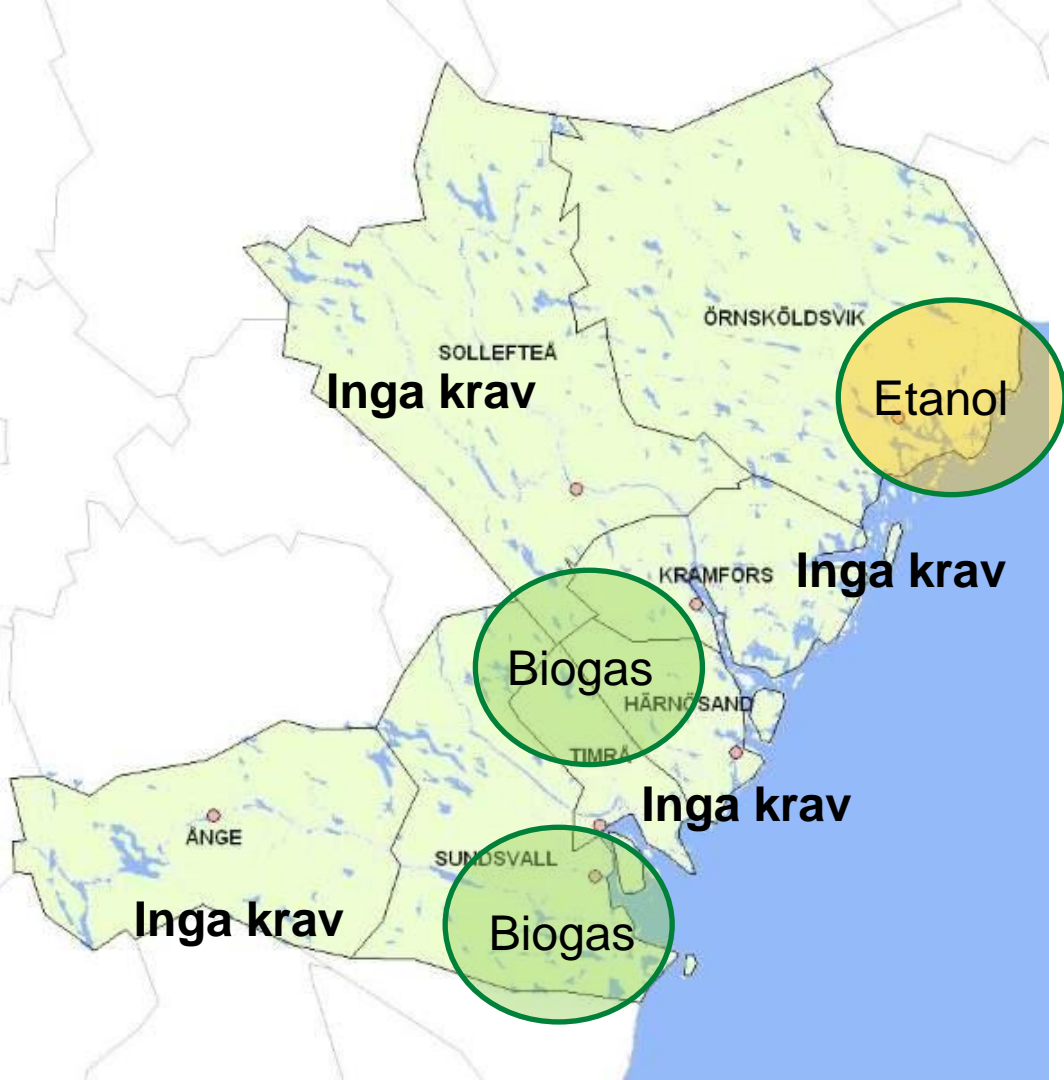 ÖRNSKÖLDSVIK
SOLLEFTEÅ
Inga krav
Etanol
KRAMFORS
Inga krav
Biogas
HÄRNÖSAND
TIMRÅ
Inga krav
ÅNGE
SUNDSVALL
Inga krav
Biogas